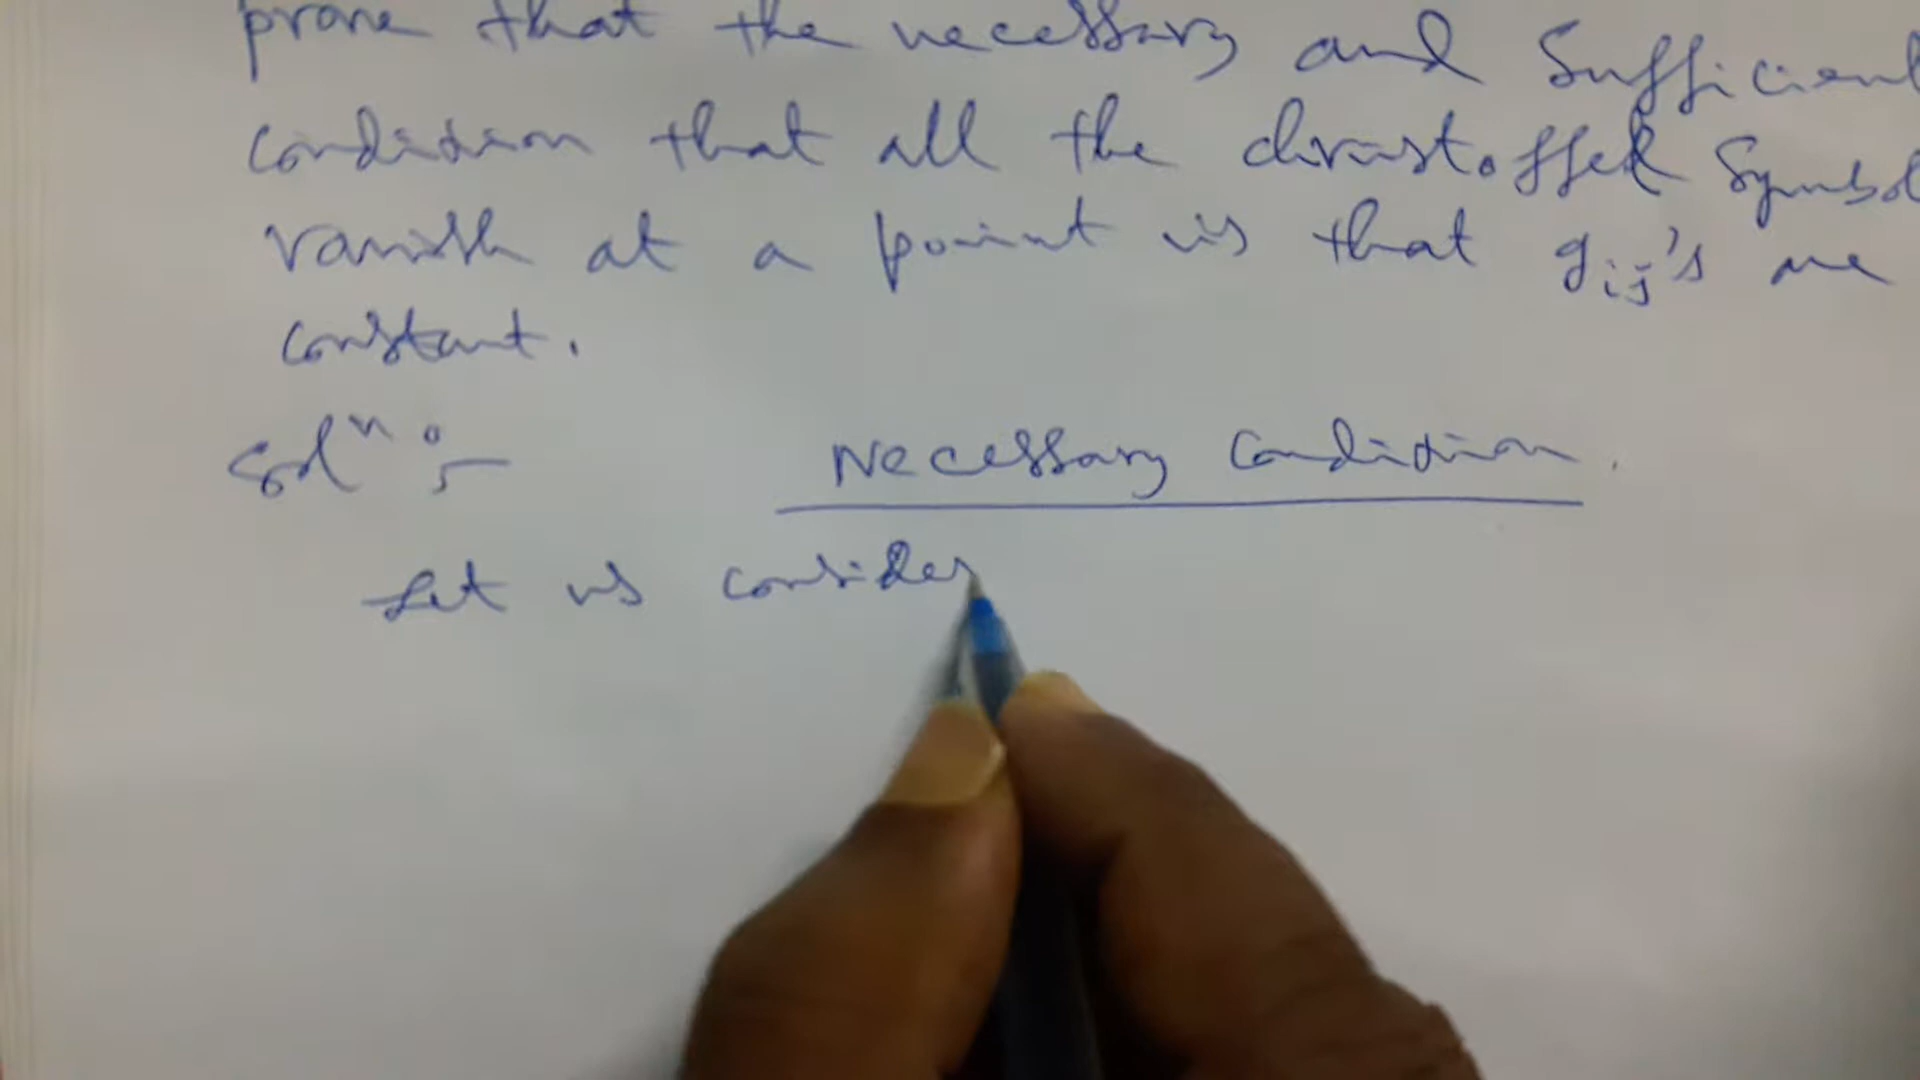 prove that the necessary and Sufficient
condition that all the christoffel Symbol
vanish at a point is that gij's are
constant.
Solⁿ :- Necessary Condition.
Let us consider